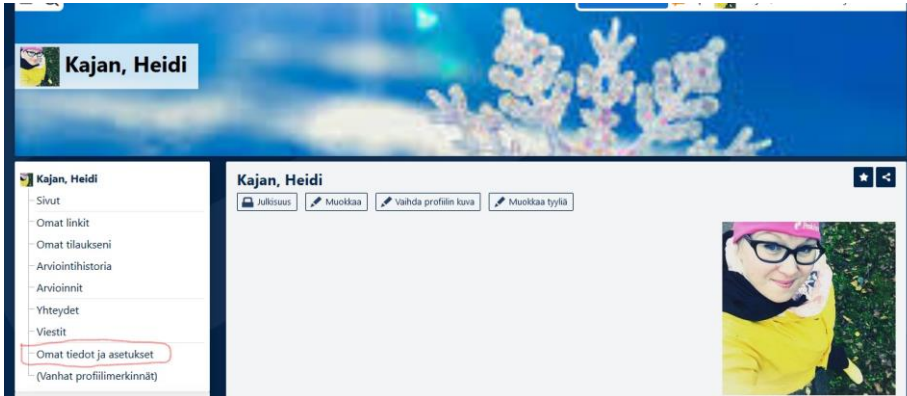 Kajan, Heidi
Kajan, Heidi
Sivut
Omat linkit
Omat tilaukseni
Arviointihistoria
Arvioinnit
Yhteydet
Viestit
Omat tiedot ja asetukset
(Vanhat profiilimerkinnät)
Kajan, Heidi
Julkisuus Muokkaa Vaihda profiilin kuva Muokkaa tyyliä